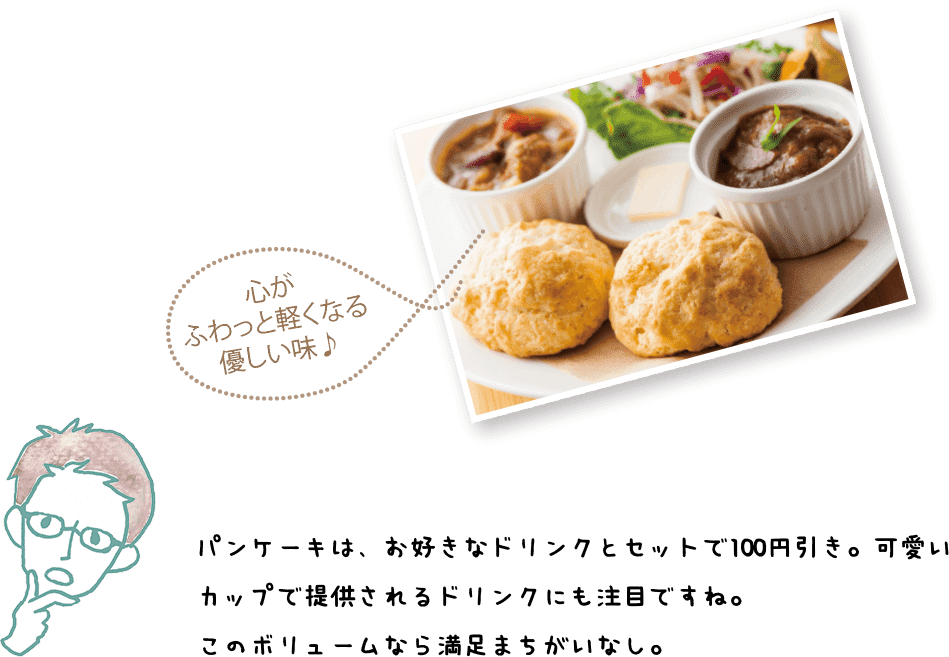 心が
ふわっと軽くなる
優しい味♪
パンケーキは、お好きなドリンクとセットで100円引き。可愛い
カップで提供されるドリンクにも注目ですね。
このボリュームなら満足まちがいなし。